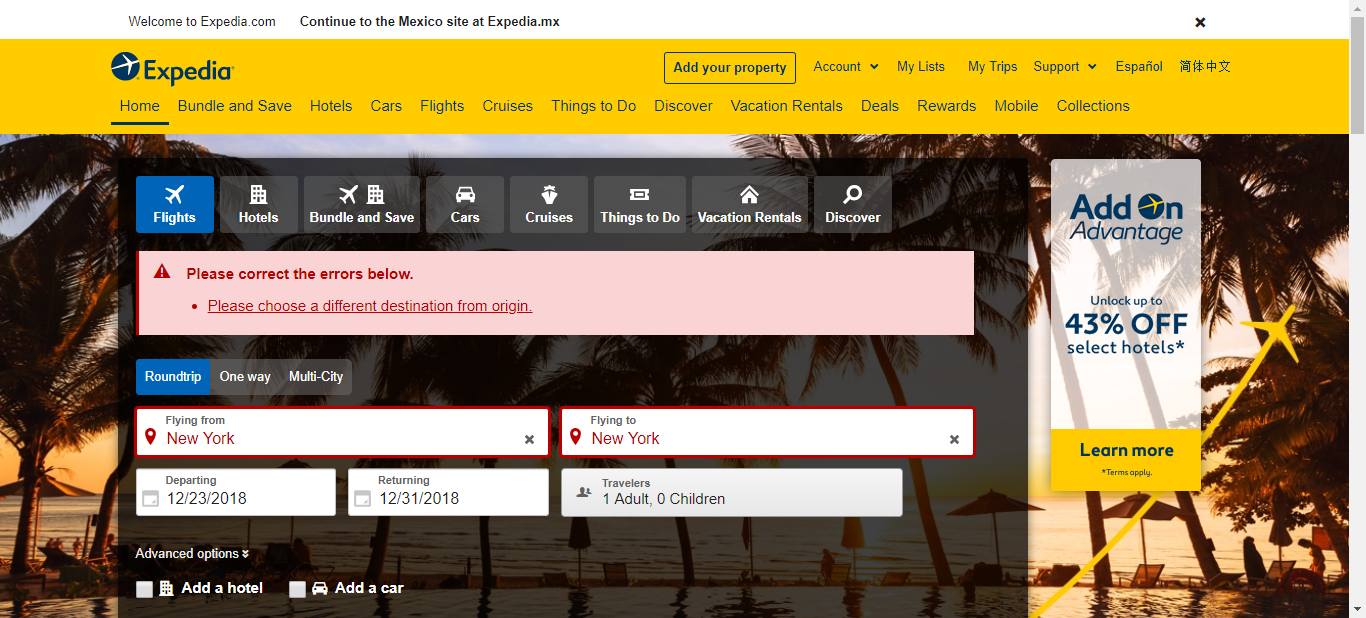 Welcome to Expedia.com Continue to the Mexico site at Expedia.mx
Expedia
Add your property Account My Lists My Trips Support Español 简体中文
Home Bundle and Save Hotels Cars Flights Cruises Things to Do Discover Vacation Rentals Deals Rewards Mobile Collections
Flights Hotels Bundle and Save Cars Cruises Things to Do Vacation Rentals Discover
Please correct the errors below.
• Please choose a different destination from origin.
Roundtrip One way Multi-City
Flying from
New York
Flying to
New York
Departing
12/23/2018
Returning
12/31/2018
Travelers
1 Adult, 0 Children
Advanced options
Add a hotel Add a car
Add On
Advantage
Unlock up to
43% OFF
select hotels*
Learn more
*Terms apply.